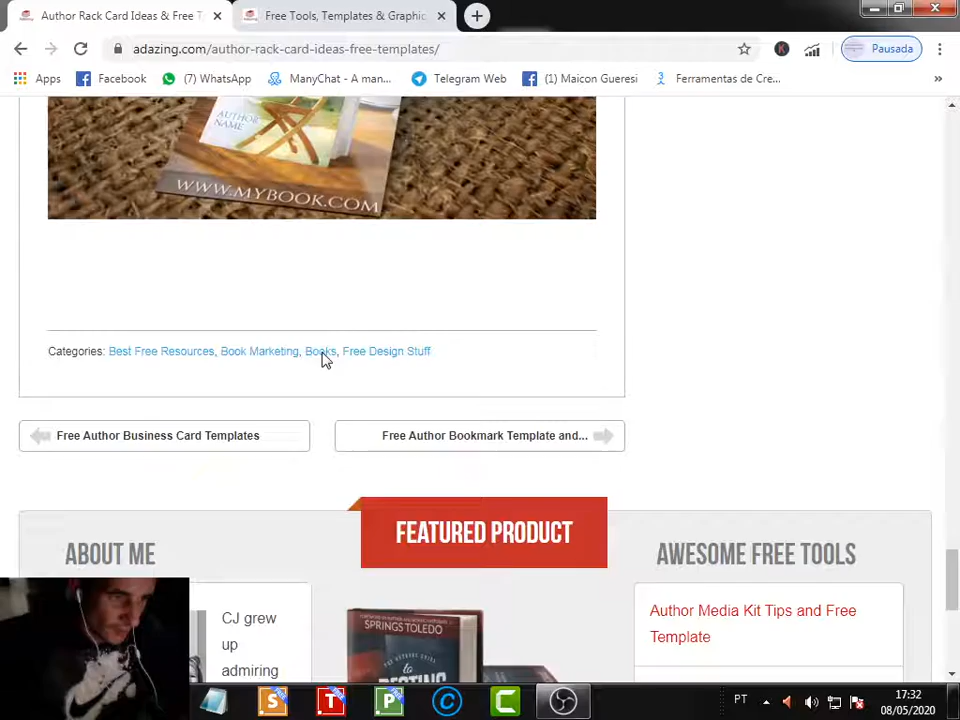 Author Rack Card Ideas & Free T
Free Tools, Templates & Graphic
adazing.com/author-rack-card-ideas-free-templates/
Pausada
Apps
Facebook
(7) WhatsApp
ManyChat - A man...
Telegram Web
(1) Maicon Gueresi
Ferramentas de Cre...
»
AUTHOR
NAME
WWW.MYBOOK.COM
Categories: Best Free Resources, Book Marketing, Books, Free Design Stuff
Free Author Business Card Templates
Free Author Bookmark Template and...
FEATURED PRODUCT
ABOUT ME
AWESOME FREE TOOLS
CJ grew
up
admiring
SPRINGS TOLEDO
Author Media Kit Tips and Free
Template
PT
17:32
08/05/2020